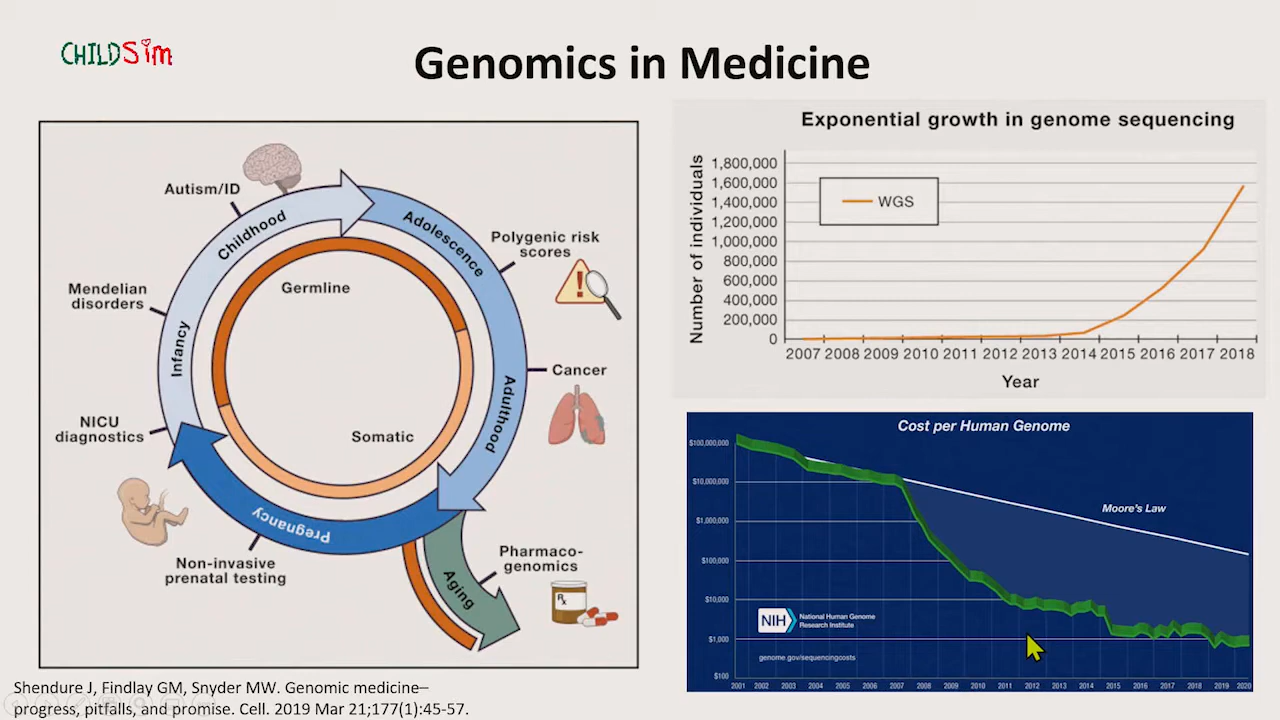 CHILDSim
Genomics in Medicine
Autism/ID
Childhood
Adolescence
Polygenic risk
scores
Germline
Mendelian
disorders
Infancy
Cancer
Adulthood
NICU
diagnostics
Somatic
Pregnancy
Non-invasive
prenatal testing
Pharmaco-
genomics
Aging
Rx
Exponential growth in genome sequencing
Number of individuals
1,800,000
1,600,000
1,400,000
1,200,000
1,000,000
800,000
600,000
400,000
200,000
0
WGS
2007 2008 2009 2010 2011 2012 2013 2014 2015 2016 2017 2018
Year
Cost per Human Genome
$100,000,000
$10,000,000
$1,000,000
$100,000
$10,000
$1,000
$100
Moore's Law
NIH
National Human Genome
Research Institute
genome.gov/sequencingcosts
2001 2002 2003 2004 2005 2006 2007 2008 2009 2010 2011 2012 2013 2014 2015 2016 2017 2018 2019 2020
Shendure J, Findlay GM, Snyder MW. Genomic medicine–
progress, pitfalls, and promise. Cell. 2019 Mar 21;177(1):45-57.